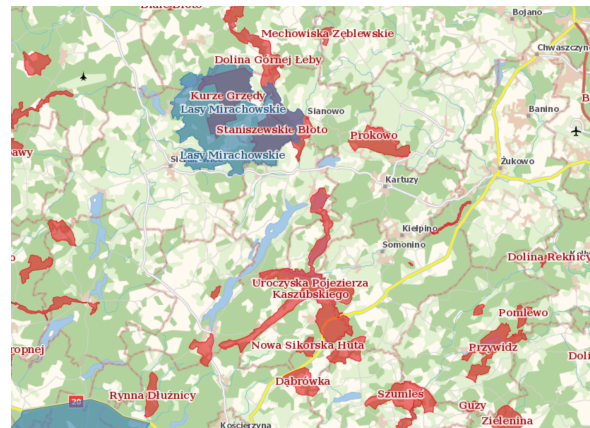 Bojano
Mechowiska Zęblewskie
Chwaszczyno
Dolina Górnej Łeby
Kurze Grzędy
Lasy Mirachowskie
Sianowo
Banino
Staniszewskie Błoto
Prokowo
Lasy Mirachowskie
Żukowo
Kartuzy
Kiełpino
Somonino
Dolina Reknicy
Uroczyska Pojezierza
Kaszubskiego
Pomlewo
Nowa Sikorska Huta
Przywidz
Dąbrówka
Rynna Dłużnicy
Szumleś
20
Guzy
Zielenina
Kościerzyna